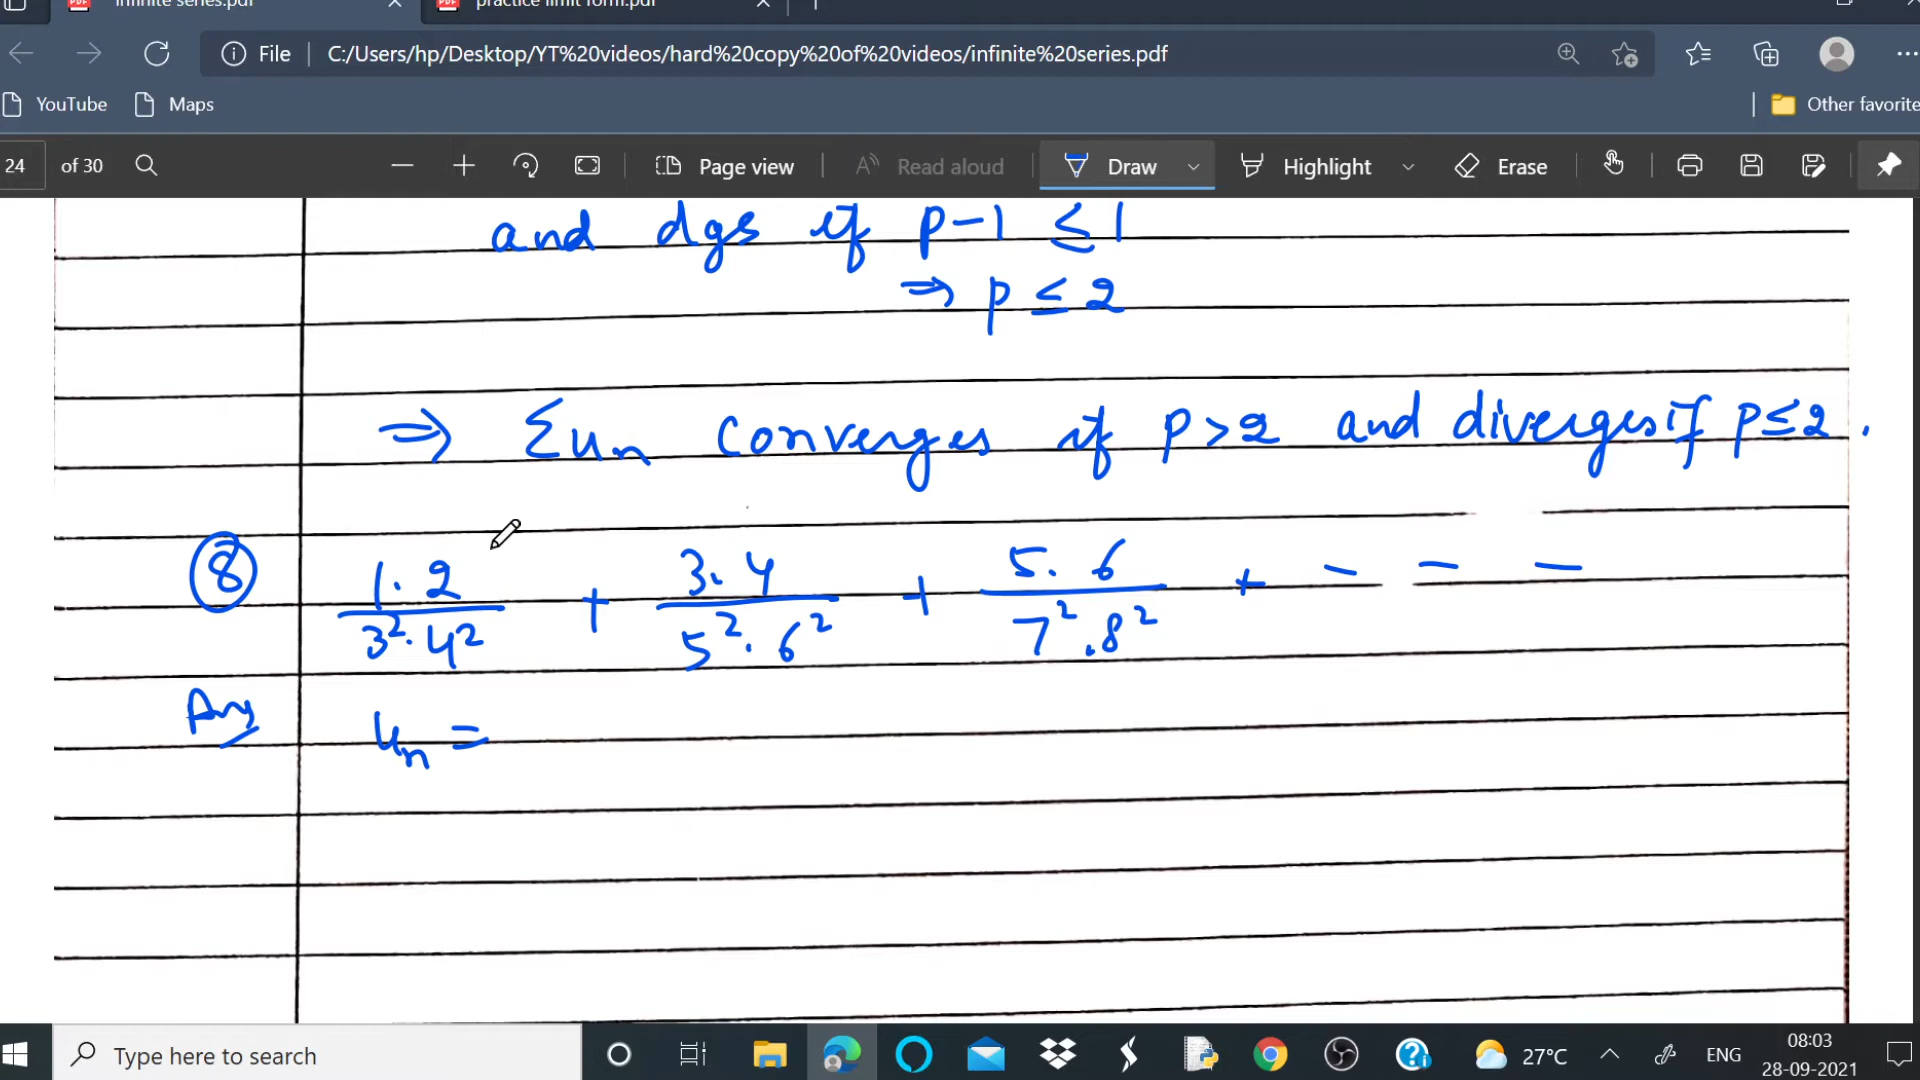 infinite series.pdf practice limit form.pdf
File C:/Users/hp/Desktop/YT%20videos/hard%20copy%20of%20videos/infinite%20series.pdf
YouTube Maps Other favorite
24 of 30 Page view Read aloud Draw Highlight Erase
and dgs if p-1 ≤ 1
⇒ p ≤ 2
⇒ Σun converges if p>2 and diverges if p≤2.
⑧ 1.2/3².4² + 3.4/5².6² + 5.6/7².8² + - - -
Ans un =
Type here to search 27°C ENG 08:03
28-09-2021